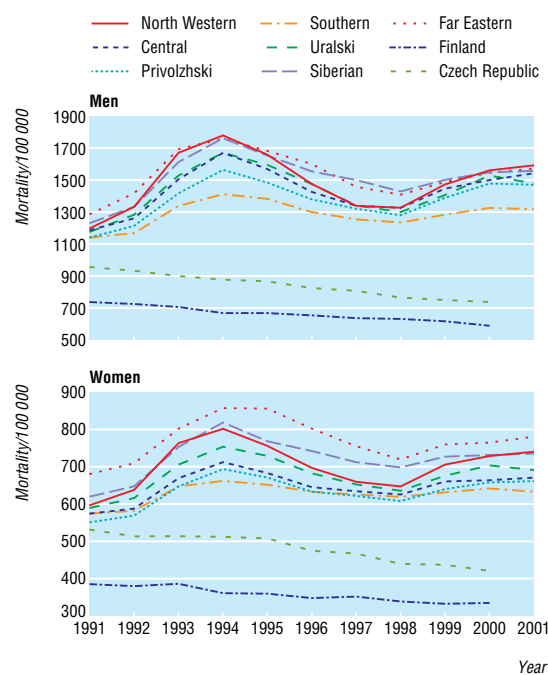 North Western Southern Far Eastern
Central Uralski Finland
Privolzhski Siberian Czech Republic
Men
Mortality/100 000
1900
1700
1500
1300
1100
900
700
500
Women
Mortality/100 000
900
800
700
600
500
400
300
1991 1992 1993 1994 1995 1996 1997 1998 1999 2000 2001
Year